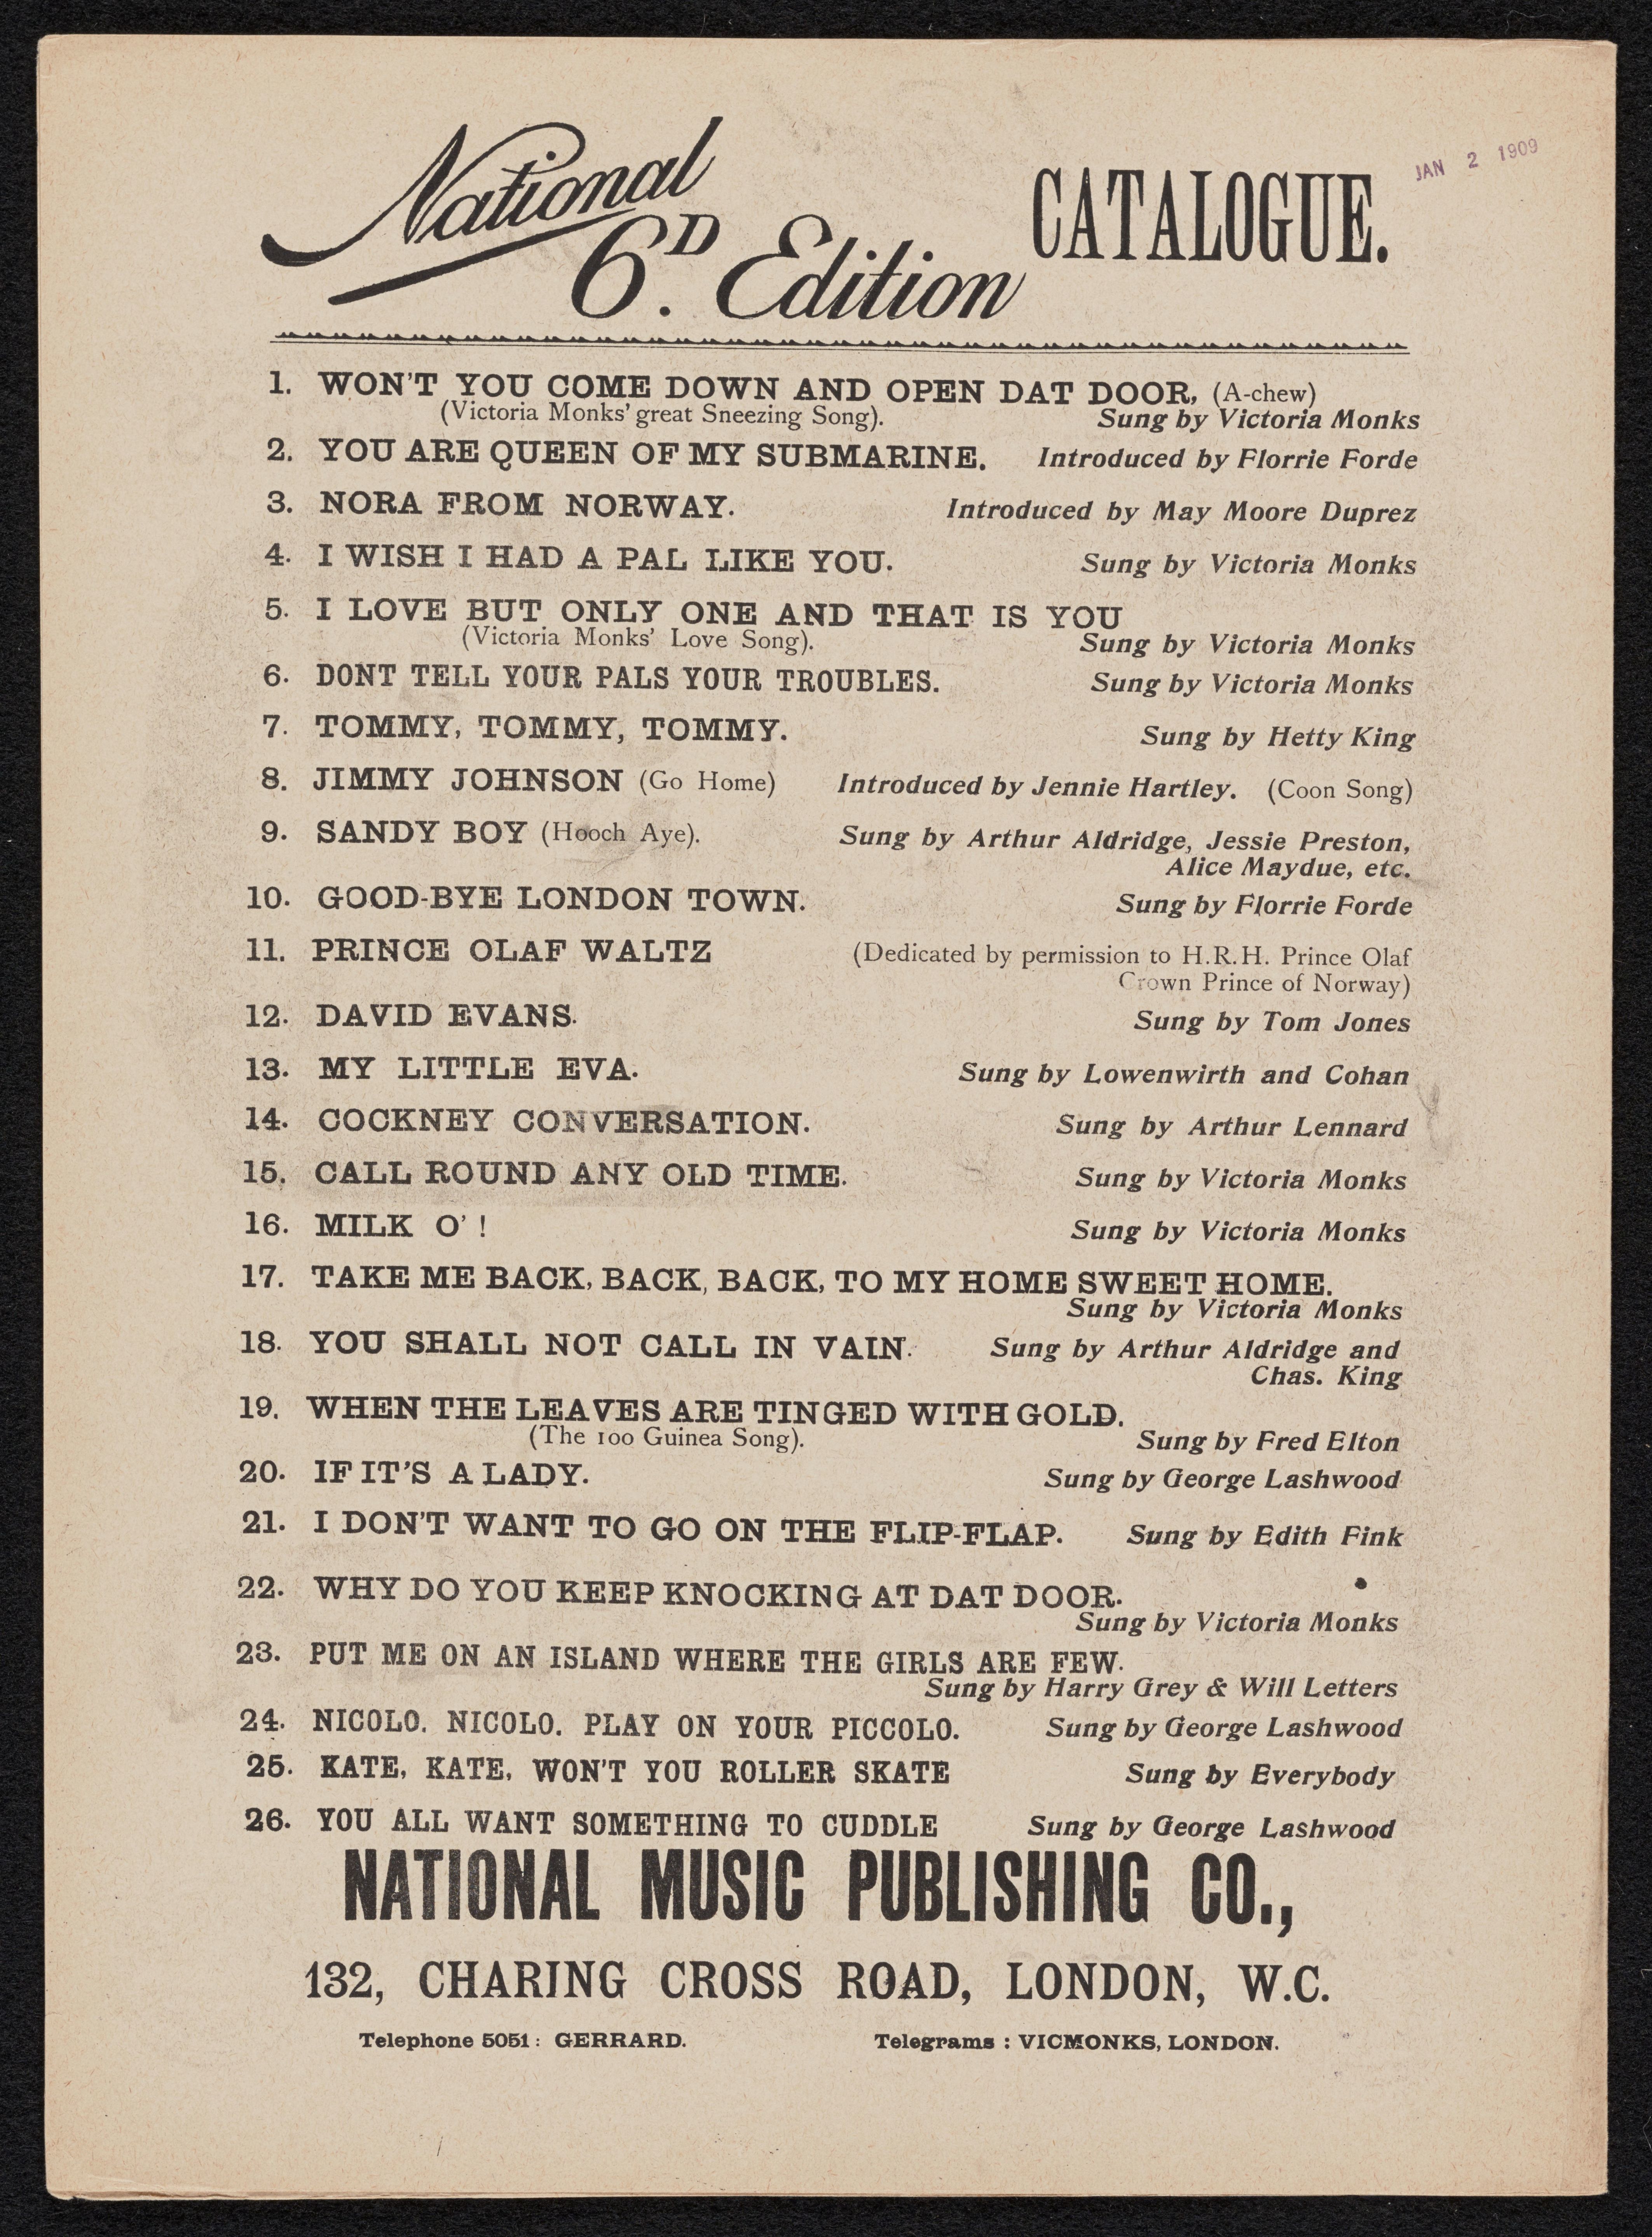 JAN 2 1909
National
6D. Edition
CATALOGUE.
1. WON'T YOU COME DOWN AND OPEN DAT DOOR, (A-chew)
(Victoria Monks' great Sneezing Song). Sung by Victoria Monks
2. YOU ARE QUEEN OF MY SUBMARINE. Introduced by Florrie Forde
3. NORA FROM NORWAY. Introduced by May Moore Duprez
4. I WISH I HAD A PAL LIKE YOU. Sung by Victoria Monks
5. I LOVE BUT ONLY ONE AND THAT IS YOU
(Victoria Monks' Love Song). Sung by Victoria Monks
6. DONT TELL YOUR PALS YOUR TROUBLES. Sung by Victoria Monks
7. TOMMY, TOMMY, TOMMY. Sung by Hetty King
8. JIMMY JOHNSON (Go Home) Introduced by Jennie Hartley. (Coon Song)
9. SANDY BOY (Hooch Aye). Sung by Arthur Aldridge, Jessie Preston,
Alice Maydue, etc.
10. GOOD-BYE LONDON TOWN. Sung by Florrie Forde
11. PRINCE OLAF WALTZ (Dedicated by permission to H.R.H. Prince Olaf
Crown Prince of Norway)
12. DAVID EVANS. Sung by Tom Jones
13. MY LITTLE EVA. Sung by Lowenwirth and Cohan
14. COCKNEY CONVERSATION. Sung by Arthur Lennard
15. CALL ROUND ANY OLD TIME. Sung by Victoria Monks
16. MILK O' ! Sung by Victoria Monks
17. TAKE ME BACK, BACK, BACK, TO MY HOME SWEET HOME.
Sung by Victoria Monks
18. YOU SHALL NOT CALL IN VAIN. Sung by Arthur Aldridge and
Chas. King
19. WHEN THE LEAVES ARE TINGED WITH GOLD.
(The 100 Guinea Song). Sung by Fred Elton
20. IF IT'S A LADY. Sung by George Lashwood
21. I DON'T WANT TO GO ON THE FLIP-FLAP. Sung by Edith Fink
22. WHY DO YOU KEEP KNOCKING AT DAT DOOR.
Sung by Victoria Monks
23. PUT ME ON AN ISLAND WHERE THE GIRLS ARE FEW.
Sung by Harry Grey & Will Letters
24. NICOLO. NICOLO. PLAY ON YOUR PICCOLO. Sung by George Lashwood
25. KATE, KATE, WON'T YOU ROLLER SKATE Sung by Everybody
26. YOU ALL WANT SOMETHING TO CUDDLE Sung by George Lashwood
NATIONAL MUSIC PUBLISHING CO.,
132, CHARING CROSS ROAD, LONDON, W.C.
Telephone 5051: GERRARD. Telegrams : VICMONKS, LONDON.